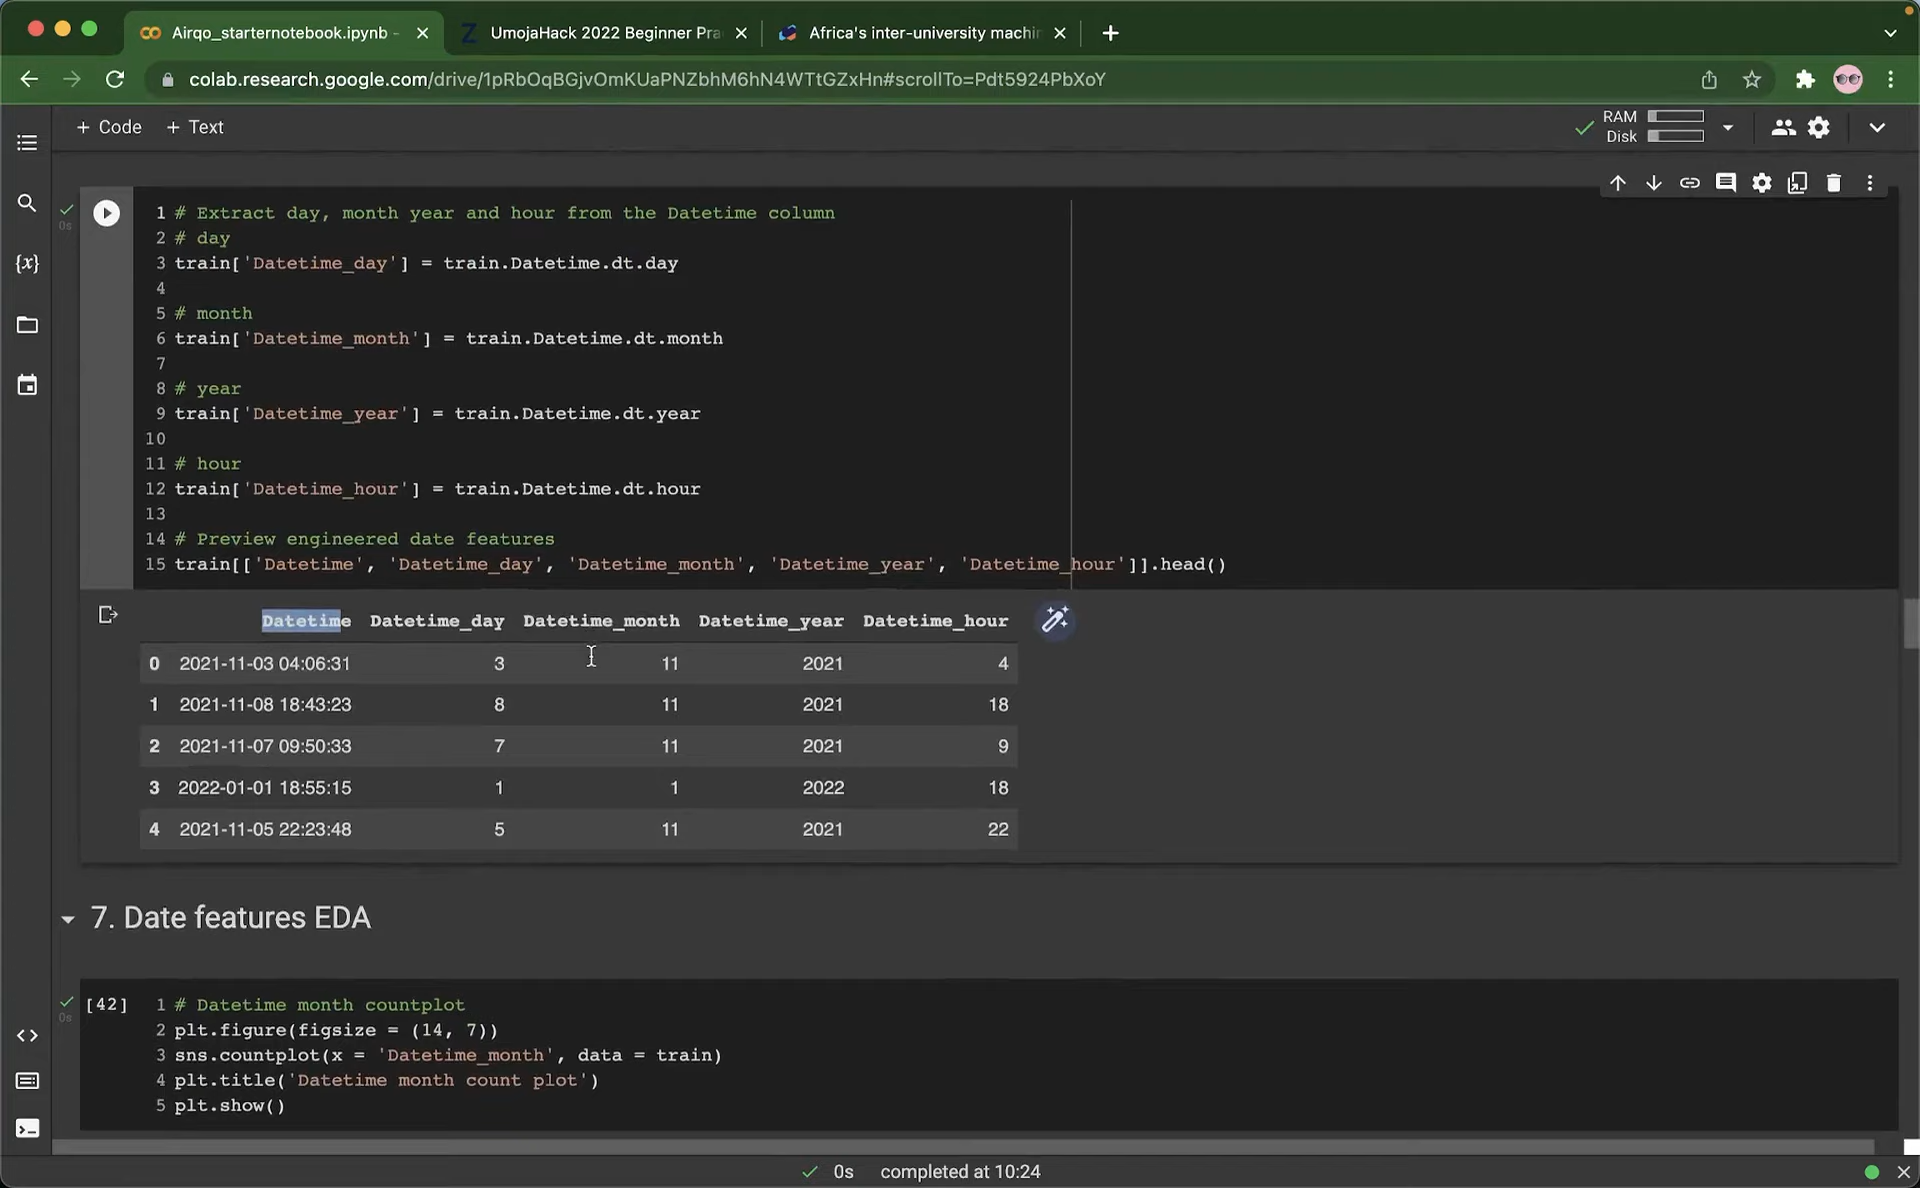 Airqo_starternotebook.ipynb -
UmojaHack 2022 Beginner Pra
Africa's inter-university machin
colab.research.google.com/drive/1pRbOqBGjvOmKUaPNZbhM6hN4WTtGZxHn#scrollTo=Pdt5924PbXoY
+ Code + Text
RAM
Disk
0s
1 # Extract day, month year and hour from the Datetime column
2 # day
3 train['Datetime_day'] = train.Datetime.dt.day
4
5 # month
6 train['Datetime_month'] = train.Datetime.dt.month
7
8 # year
9 train['Datetime_year'] = train.Datetime.dt.year
10
11 # hour
12 train['Datetime_hour'] = train.Datetime.dt.hour
13
14 # Preview engineered date features
15 train[['Datetime', 'Datetime_day', 'Datetime_month', 'Datetime_year', 'Datetime_hour']].head()
Datetime Datetime_day Datetime_month Datetime_year Datetime_hour
0 2021-11-03 04:06:31 3 11 2021 4
1 2021-11-08 18:43:23 8 11 2021 18
2 2021-11-07 09:50:33 7 11 2021 9
3 2022-01-01 18:55:15 1 1 2022 18
4 2021-11-05 22:23:48 5 11 2021 22
7. Date features EDA
0s
[42] 1 # Datetime month countplot
2 plt.figure(figsize = (14, 7))
3 sns.countplot(x = 'Datetime_month', data = train)
4 plt.title('Datetime month count plot')
5 plt.show()
0s completed at 10:24